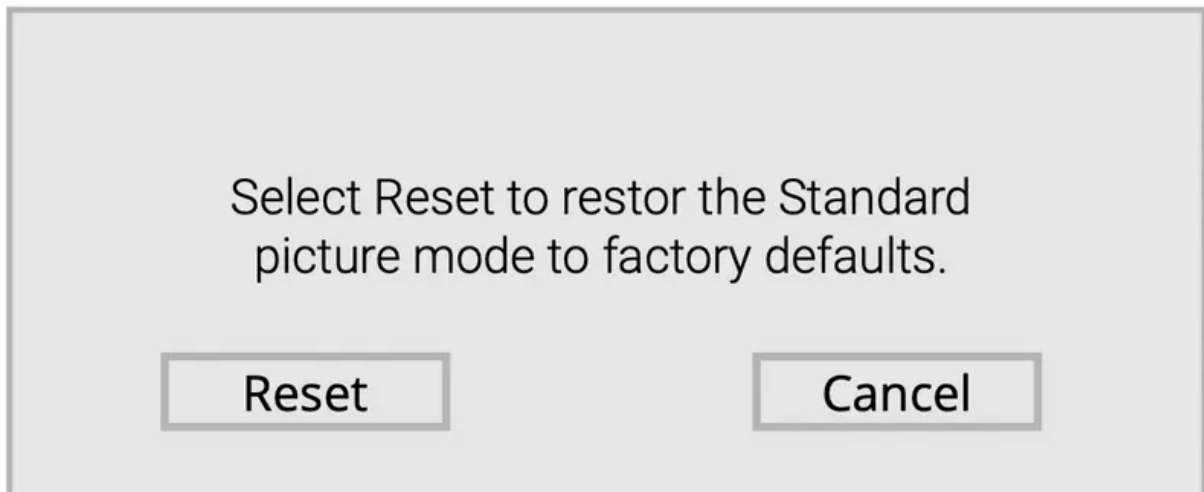 Select Reset to restor the Standard
picture mode to factory defaults.
Reset
Cancel